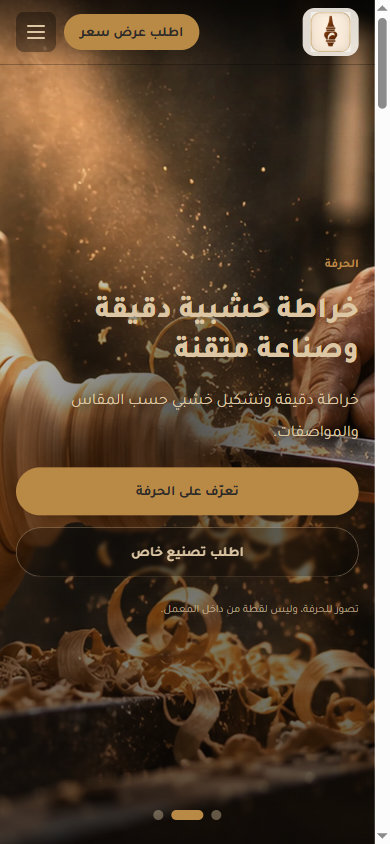 اطلب عرض سعر
الحرفة
خراطة خشبية دقيقة
وصناعة متقنة
خراطة دقيقة وتشكيل خشبي حسب المقاس
والمواصفات.
تعرّف على الحرفة
اطلب تصنيع خاص
تصوّر للحرفة، وليس لقطة من داخل المعمل.